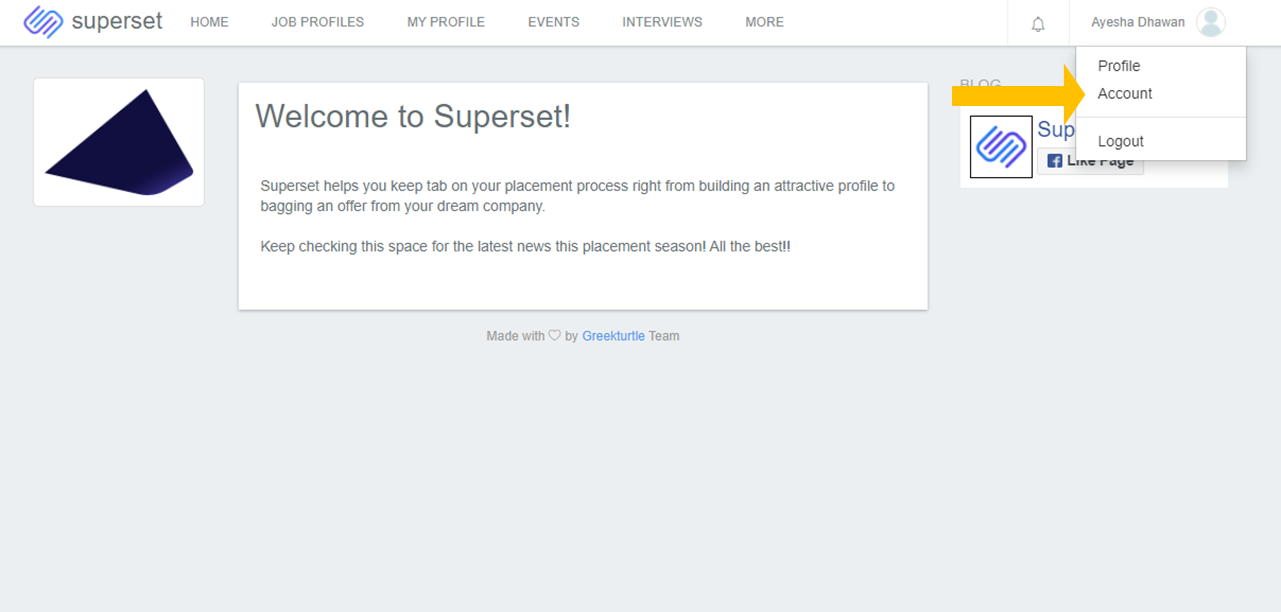 superset HOME JOB PROFILES MY PROFILE EVENTS INTERVIEWS MORE Ayesha Dhawan
Profile
Account
Logout
BLOG
Sup
Like Page
Welcome to Superset!
Superset helps you keep tab on your placement process right from building an attractive profile to
bagging an offer from your dream company.
Keep checking this space for the latest news this placement season! All the best!!
Made with ♡ by Greekturtle Team